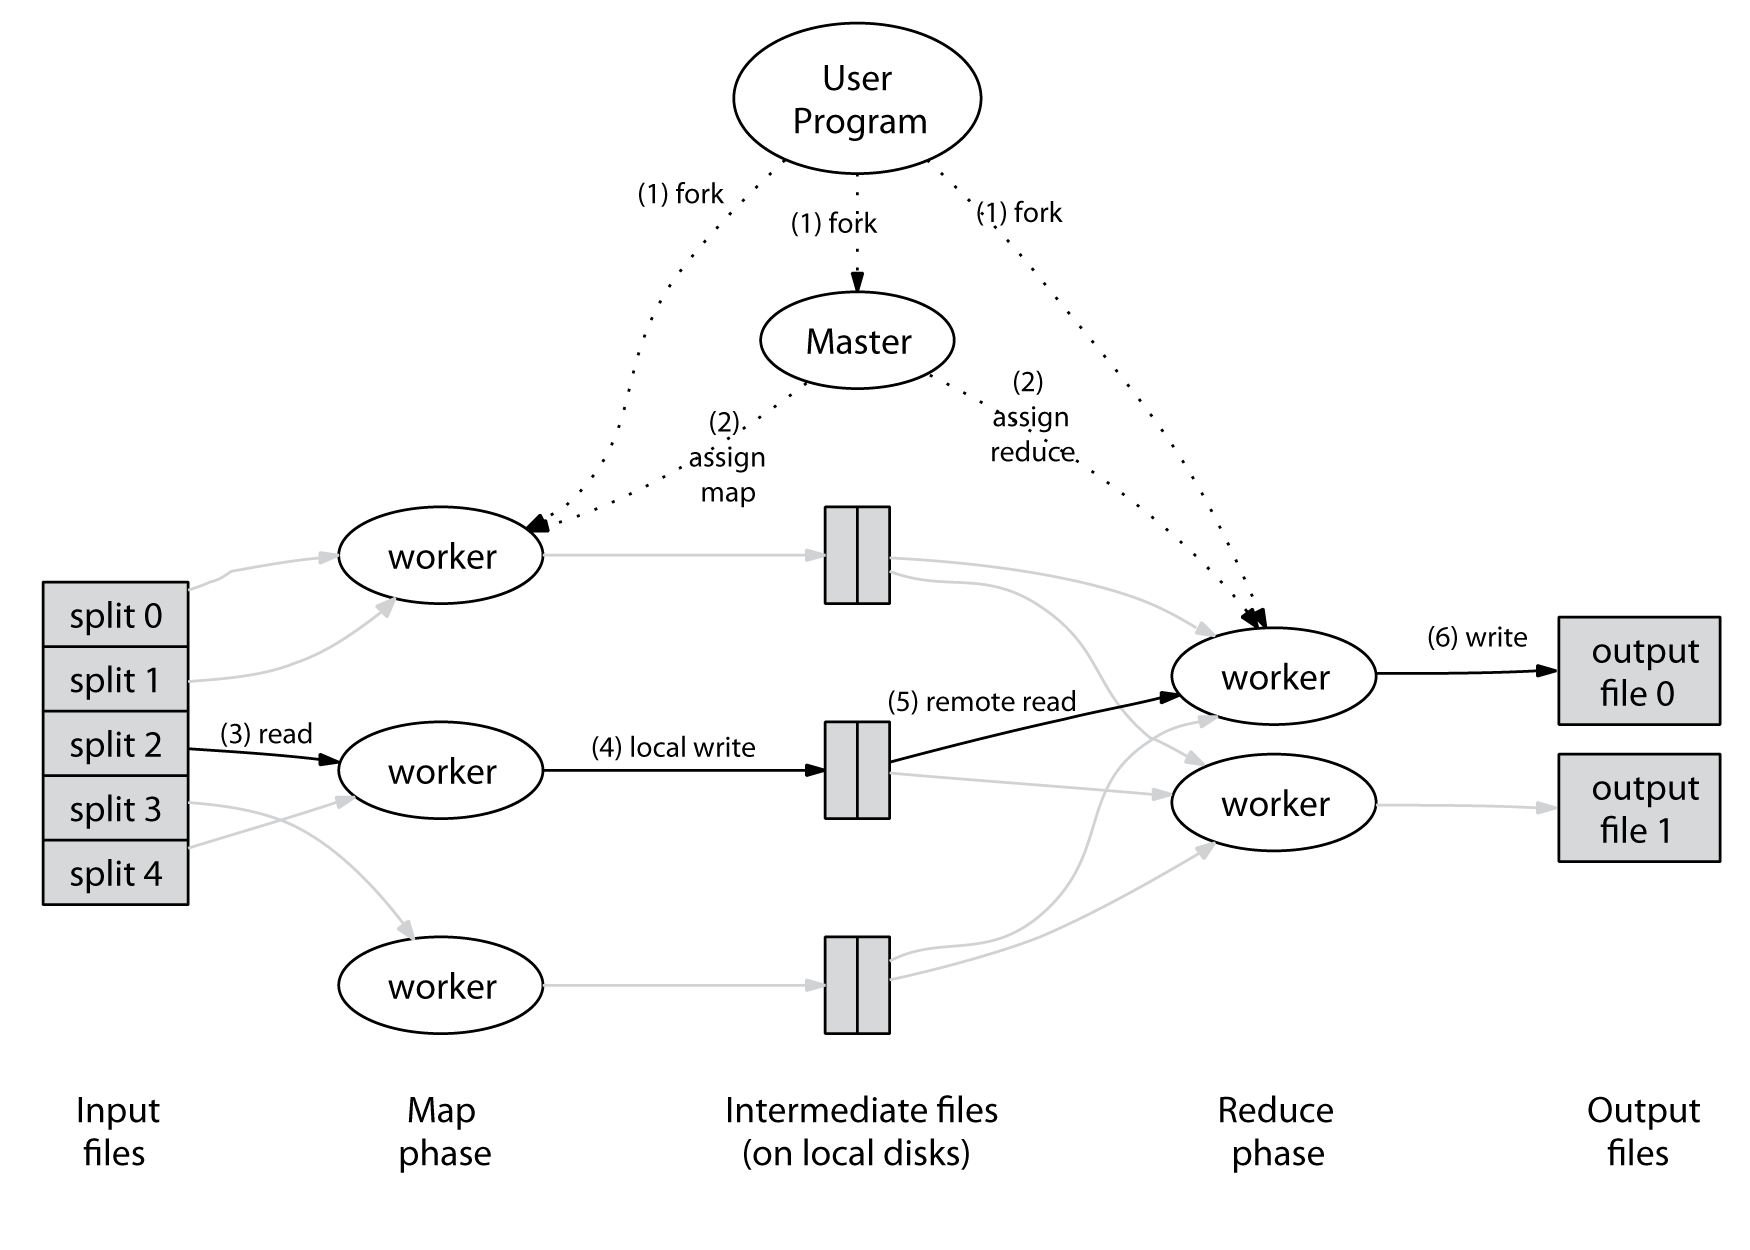 User
Program
(1) fork
(1) fork
(1) fork
Master
(2)
assign
map
(2)
assign
reduce
split 0
split 1
split 2
split 3
split 4
(3) read
worker
worker
worker
(4) local write
(5) remote read
worker
worker
(6) write
output
file 0
output
file 1
Input
files
Map
phase
Intermediate files
(on local disks)
Reduce
phase
Output
files